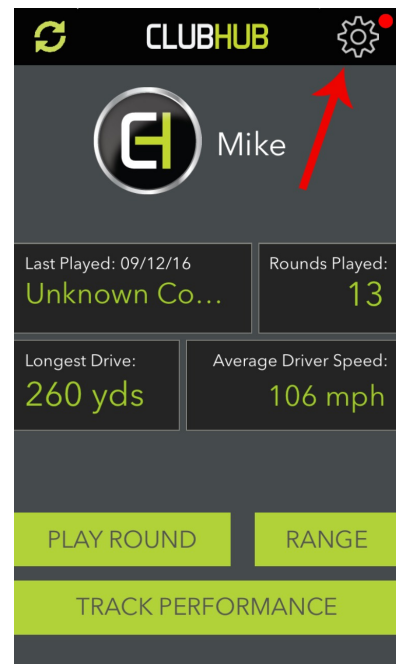 CLUBHUB
Mike
Last Played: 09/12/16
Unknown Co...
Rounds Played:
13
Longest Drive:
260 yds
Average Driver Speed:
106 mph
PLAY ROUND
RANGE
TRACK PERFORMANCE